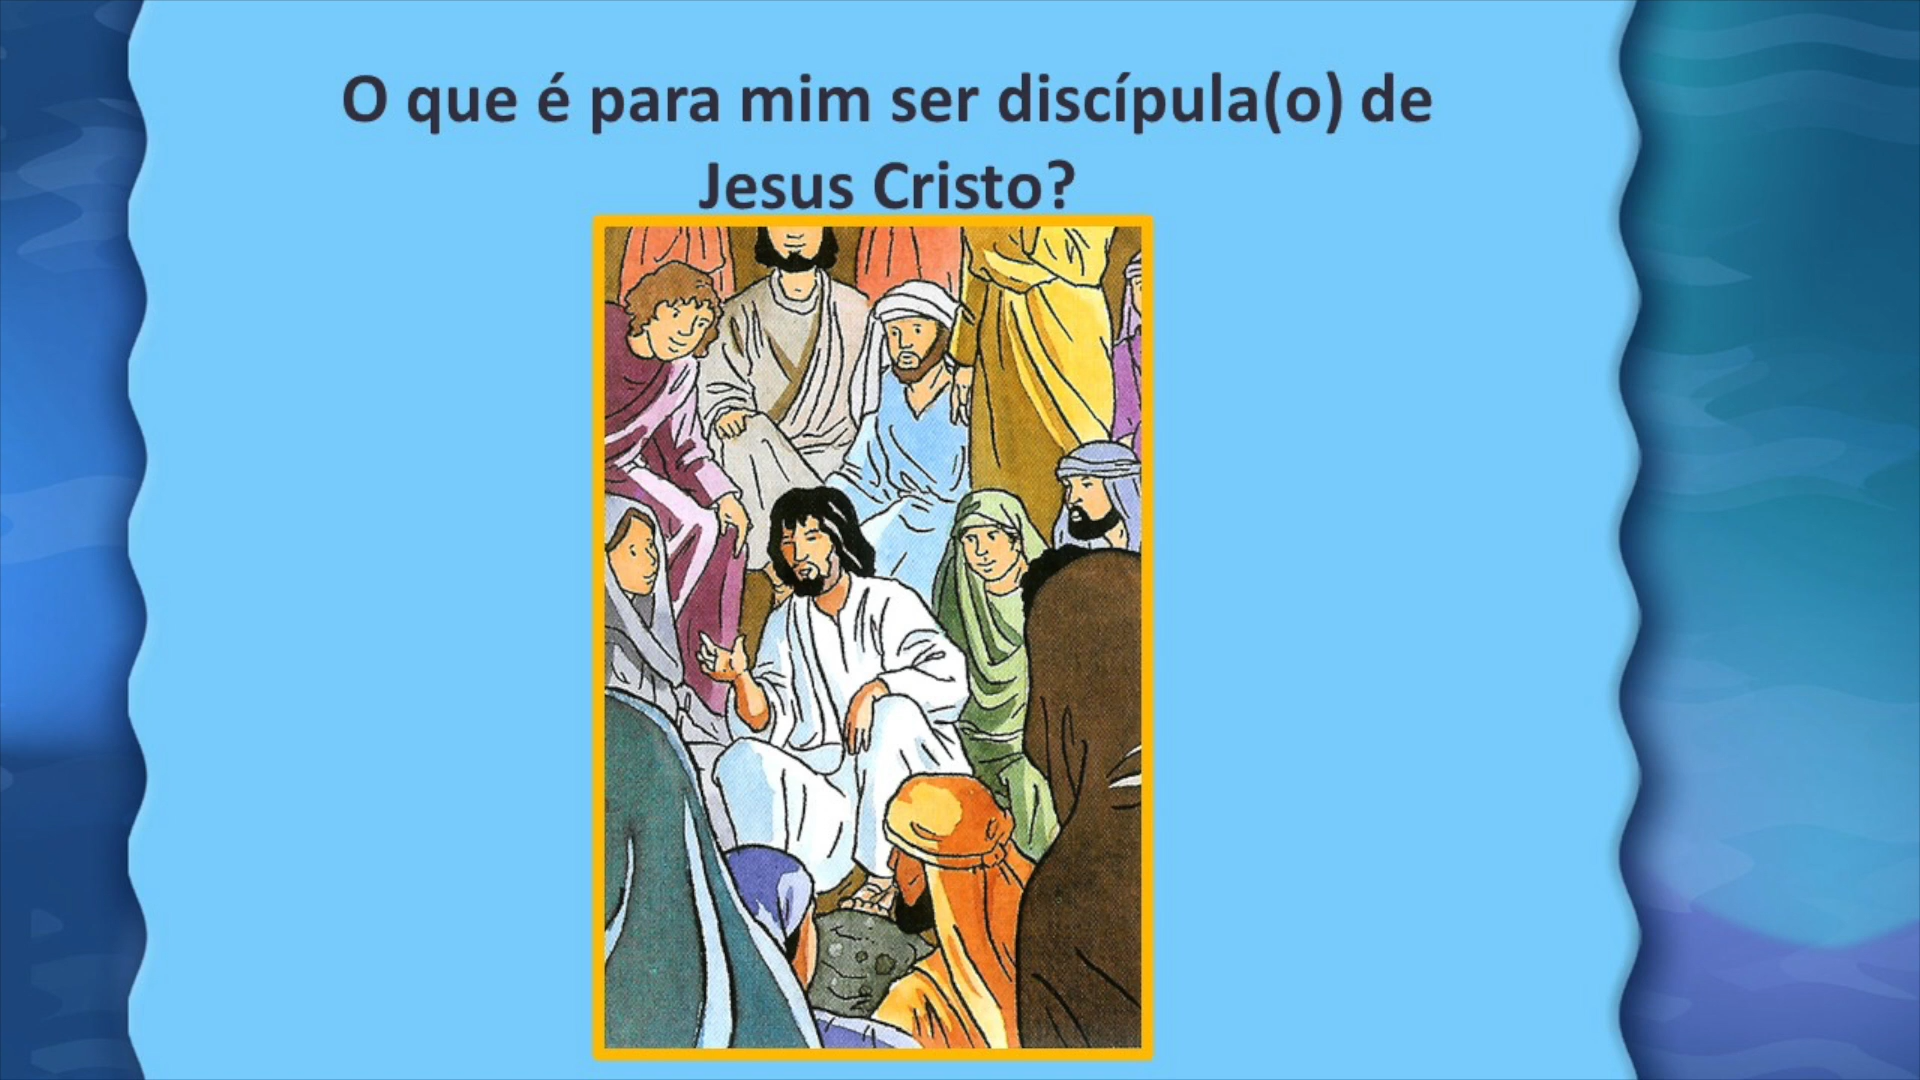 O que é para mim ser discípula(o) de
Jesus Cristo?